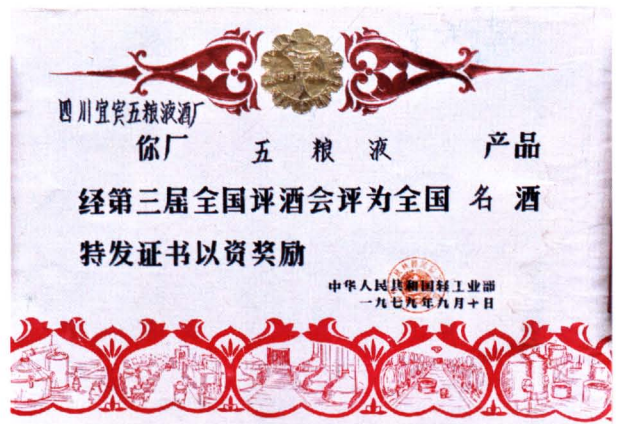 四川宜宾五粮液酒厂
你厂 五粮液 产品
经第三届全国评酒会评为全国 名酒
特发证书以资奖励
中华人民共和国轻工业部
一九七九年九月十日